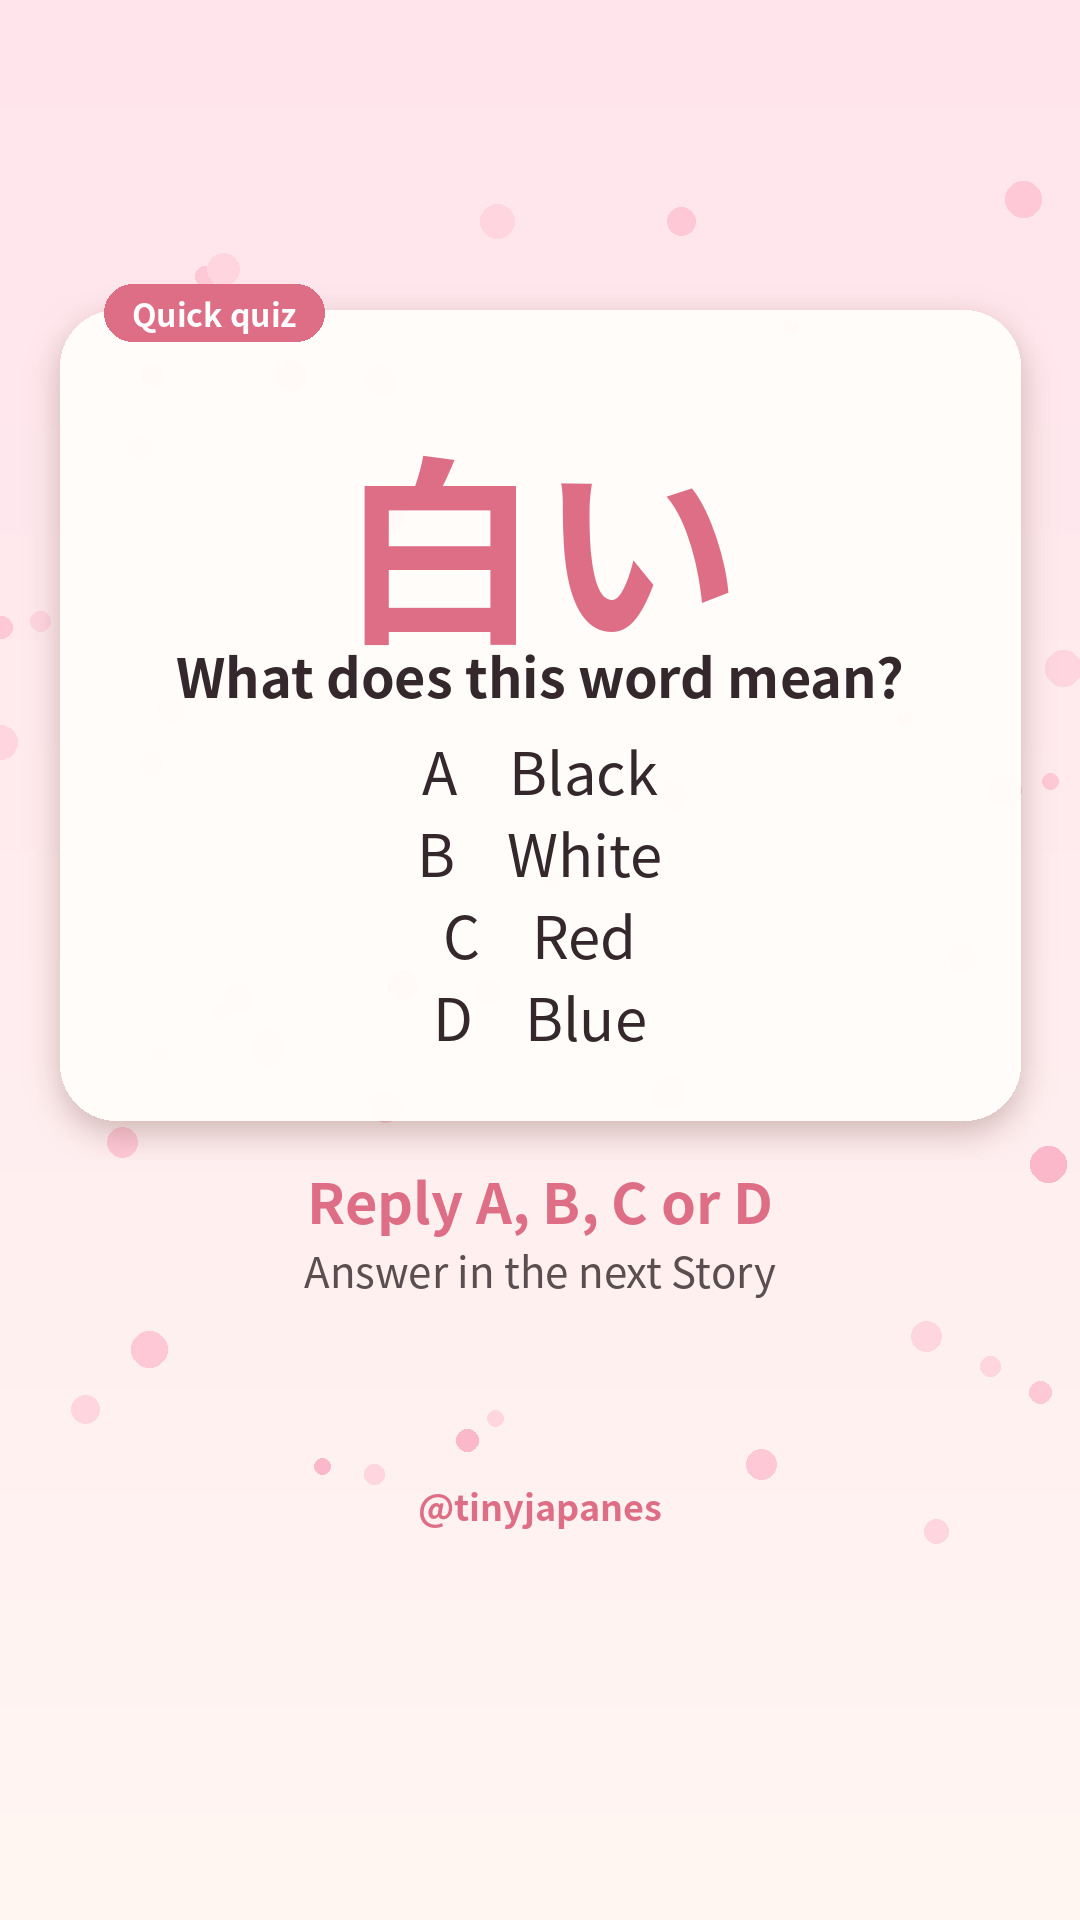 Quick quiz
白い
What does this word mean?
A Black
B White
C Red
D Blue
Reply A, B, C or D
Answer in the next Story
@tinyjapanes